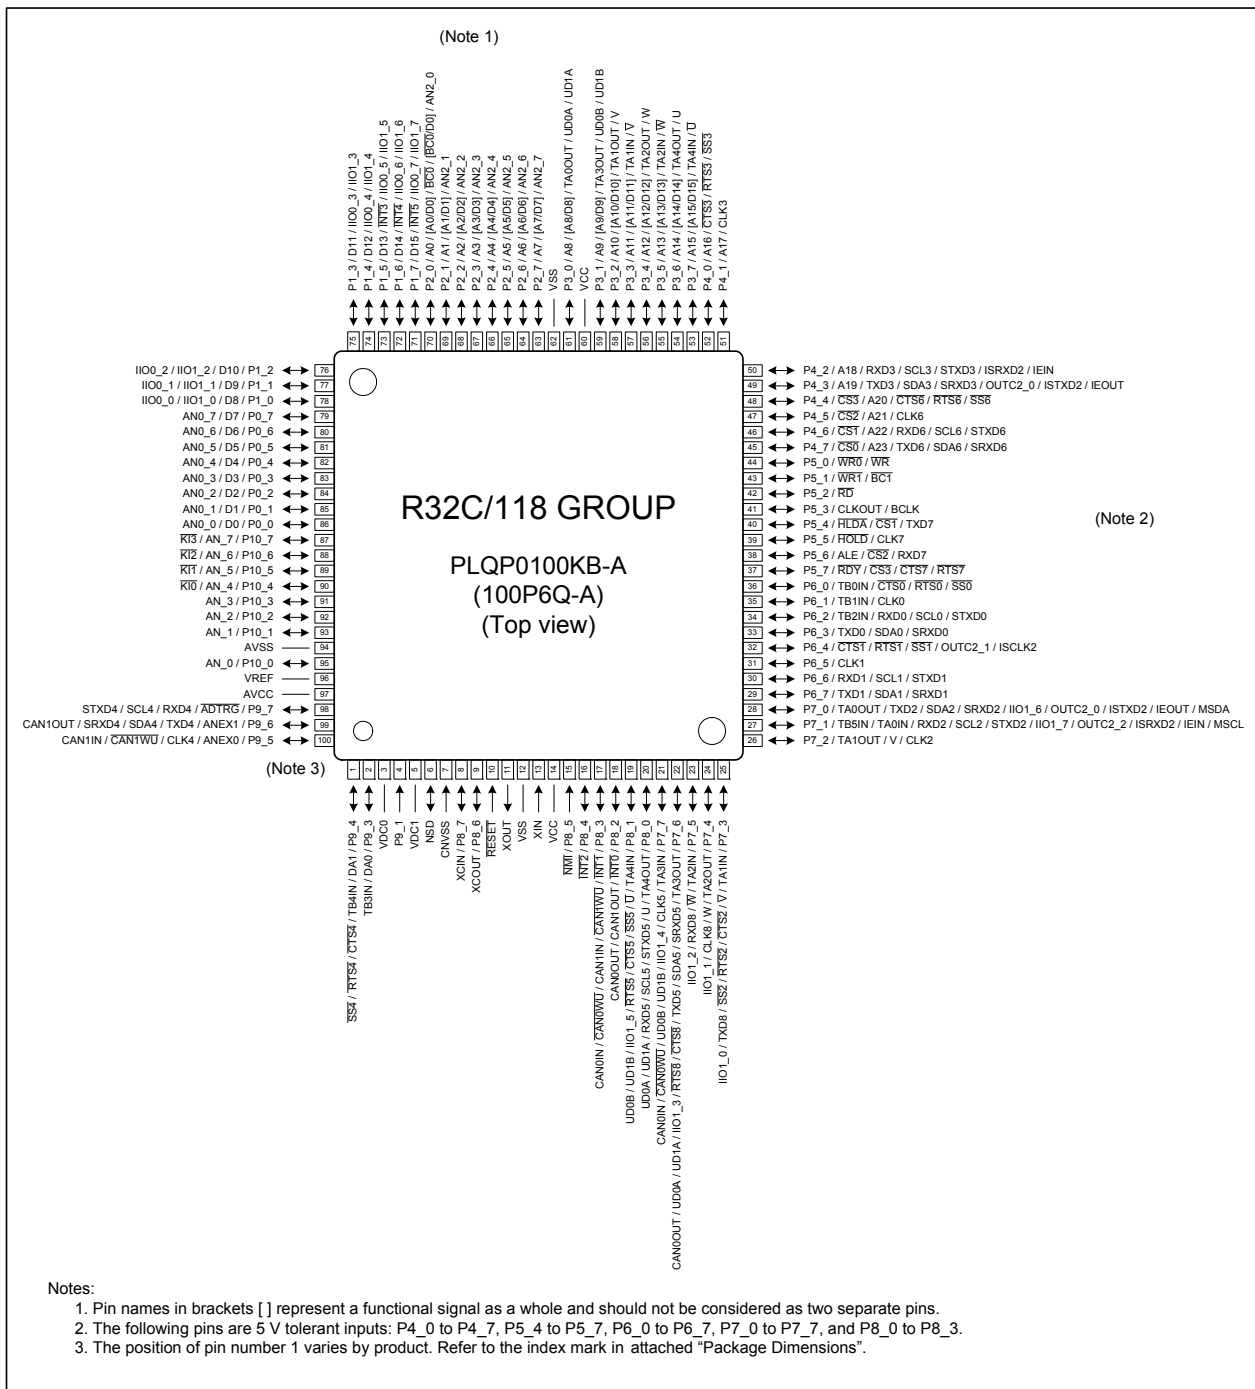 (Note 1)
P1_3 / D11 / IIO0_3 / IIO1_3
P1_4 / D12 / IIO0_4 / IIO1_4
P1_5 / D13 / INT3 / IIO0_5 / IIO1_5
P1_6 / D14 / INT4 / IIO0_6 / IIO1_6
P1_7 / D15 / INT5 / IIO0_7 / IIO1_7
P2_0 / A0 / [A0/D0] / BC0 / [BC0/D0] / AN2_0
P2_1 / A1 / [A1/D1] / AN2_1
P2_2 / A2 / [A2/D2] / AN2_2
P2_3 / A3 / [A3/D3] / AN2_3
P2_4 / A4 / [A4/D4] / AN2_4
P2_5 / A5 / [A5/D5] / AN2_5
P2_6 / A6 / [A6/D6] / AN2_6
P2_7 / A7 / [A7/D7] / AN2_7
VSS
P3_0 / A8 / [A8/D8] / TA0OUT / UD0A / UD1A
VCC
P3_1 / A9 / [A9/D9] / TA3OUT / UD0B / UD1B
P3_2 / A10 / [A10/D10] / TA1OUT / V
P3_3 / A11 / [A11/D11] / TA1IN / V
P3_4 / A12 / [A12/D12] / TA2OUT / W
P3_5 / A13 / [A13/D13] / TA2IN / W
P3_6 / A14 / [A14/D14] / TA4OUT / U
P3_7 / A15 / [A15/D15] / TA4IN / U
P4_0 / A16 / CTS3 / RTS3 / SS3
P4_1 / A17 / CLK3
75 74 73 72 71 70 69 68 67 66 65 64 63 62 61 60 59 58 57 56 55 54 53 52 51
IIO0_2 / IIO1_2 / D10 / P1_2 76
IIO0_1 / IIO1_1 / D9 / P1_1 77
IIO0_0 / IIO1_0 / D8 / P1_0 78
AN0_7 / D7 / P0_7 79
AN0_6 / D6 / P0_6 80
AN0_5 / D5 / P0_5 81
AN0_4 / D4 / P0_4 82
AN0_3 / D3 / P0_3 83
AN0_2 / D2 / P0_2 84
AN0_1 / D1 / P0_1 85
AN0_0 / D0 / P0_0 86
KI3 / AN_7 / P10_7 87
KI2 / AN_6 / P10_6 88
KI1 / AN_5 / P10_5 89
KI0 / AN_4 / P10_4 90
AN_3 / P10_3 91
AN_2 / P10_2 92
AN_1 / P10_1 93
AVSS 94
AN_0 / P10_0 95
VREF 96
AVCC 97
STXD4 / SCL4 / RXD4 / ADTRG / P9_7 98
CAN1OUT / SRXD4 / SDA4 / TXD4 / ANEX1 / P9_6 99
CAN1IN / CAN1WU / CLK4 / ANEX0 / P9_5 100
R32C/118 GROUP
PLQP0100KB-A
(100P6Q-A)
(Top view)
50 P4_2 / A18 / RXD3 / SCL3 / STXD3 / ISRXD2 / IEIN
49 P4_3 / A19 / TXD3 / SDA3 / SRXD3 / OUTC2_0 / ISTXD2 / IEOUT
48 P4_4 / CS3 / A20 / CTS6 / RTS6 / SS6
47 P4_5 / CS2 / A21 / CLK6
46 P4_6 / CS1 / A22 / RXD6 / SCL6 / STXD6
45 P4_7 / CS0 / A23 / TXD6 / SDA6 / SRXD6
44 P5_0 / WR0 / WR
43 P5_1 / WR1 / BC1
42 P5_2 / RD
41 P5_3 / CLKOUT / BCLK
40 P5_4 / HLDA / CS1 / TXD7
39 P5_5 / HOLD / CLK7
38 P5_6 / ALE / CS2 / RXD7
37 P5_7 / RDY / CS3 / CTS7 / RTS7
36 P6_0 / TB0IN / CTS0 / RTS0 / SS0
35 P6_1 / TB1IN / CLK0
34 P6_2 / TB2IN / RXD0 / SCL0 / STXD0
33 P6_3 / TXD0 / SDA0 / SRXD0
32 P6_4 / CTS1 / RTS1 / SS1 / OUTC2_1 / ISCLK2
31 P6_5 / CLK1
30 P6_6 / RXD1 / SCL1 / STXD1
29 P6_7 / TXD1 / SDA1 / SRXD1
28 P7_0 / TA0OUT / TXD2 / SDA2 / SRXD2 / IIO1_6 / OUTC2_0 / ISTXD2 / IEOUT / MSDA
27 P7_1 / TB5IN / TA0IN / RXD2 / SCL2 / STXD2 / IIO1_7 / OUTC2_2 / ISRXD2 / IEIN / MSCL
26 P7_2 / TA1OUT / V / CLK2
(Note 2)
(Note 3)
1 2 3 4 5 6 7 8 9 10 11 12 13 14 15 16 17 18 19 20 21 22 23 24 25
SS4 / RTS4 / CTS4 / TB4IN / DA1 / P9_4
TB3IN / DA0 / P9_3
VDC0
P9_1
VDC1
NSD
CNVSS
XCIN / P8_7
XCOUT / P8_6
RESET
XOUT
VSS
XIN
VCC
NMI / P8_5
INT2 / P8_4
CAN0IN / CAN0WU / CAN1IN / CAN1WU / INT1 / P8_3
CAN0OUT / CAN1OUT / INT0 / P8_2
UD0B / UD1B / IIO1_5 / RTS5 / CTS5 / SS5 / U / TA4IN / P8_1
UD0A / UD1A / RXD5 / SCL5 / STXD5 / U / TA4OUT / P8_0
CAN0IN / CAN0WU / UD0B / UD1B / IIO1_4 / CLK5 / TA3IN / P7_7
CAN0OUT / UD0A / UD1A / IIO1_3 / RTS8 / CTS8 / TXD5 / SDA5 / SRXD5 / TA3OUT / P7_6
IIO1_2 / RXD8 / W / TA2IN / P7_5
IIO1_1 / CLK8 / W / TA2OUT / P7_4
IIO1_0 / TXD8 / SS2 / RTS2 / CTS2 / V / TA1IN / P7_3
Notes:
1. Pin names in brackets [ ] represent a functional signal as a whole and should not be considered as two separate pins.
2. The following pins are 5 V tolerant inputs: P4_0 to P4_7, P5_4 to P5_7, P6_0 to P6_7, P7_0 to P7_7, and P8_0 to P8_3.
3. The position of pin number 1 varies by product. Refer to the index mark in attached “Package Dimensions”.